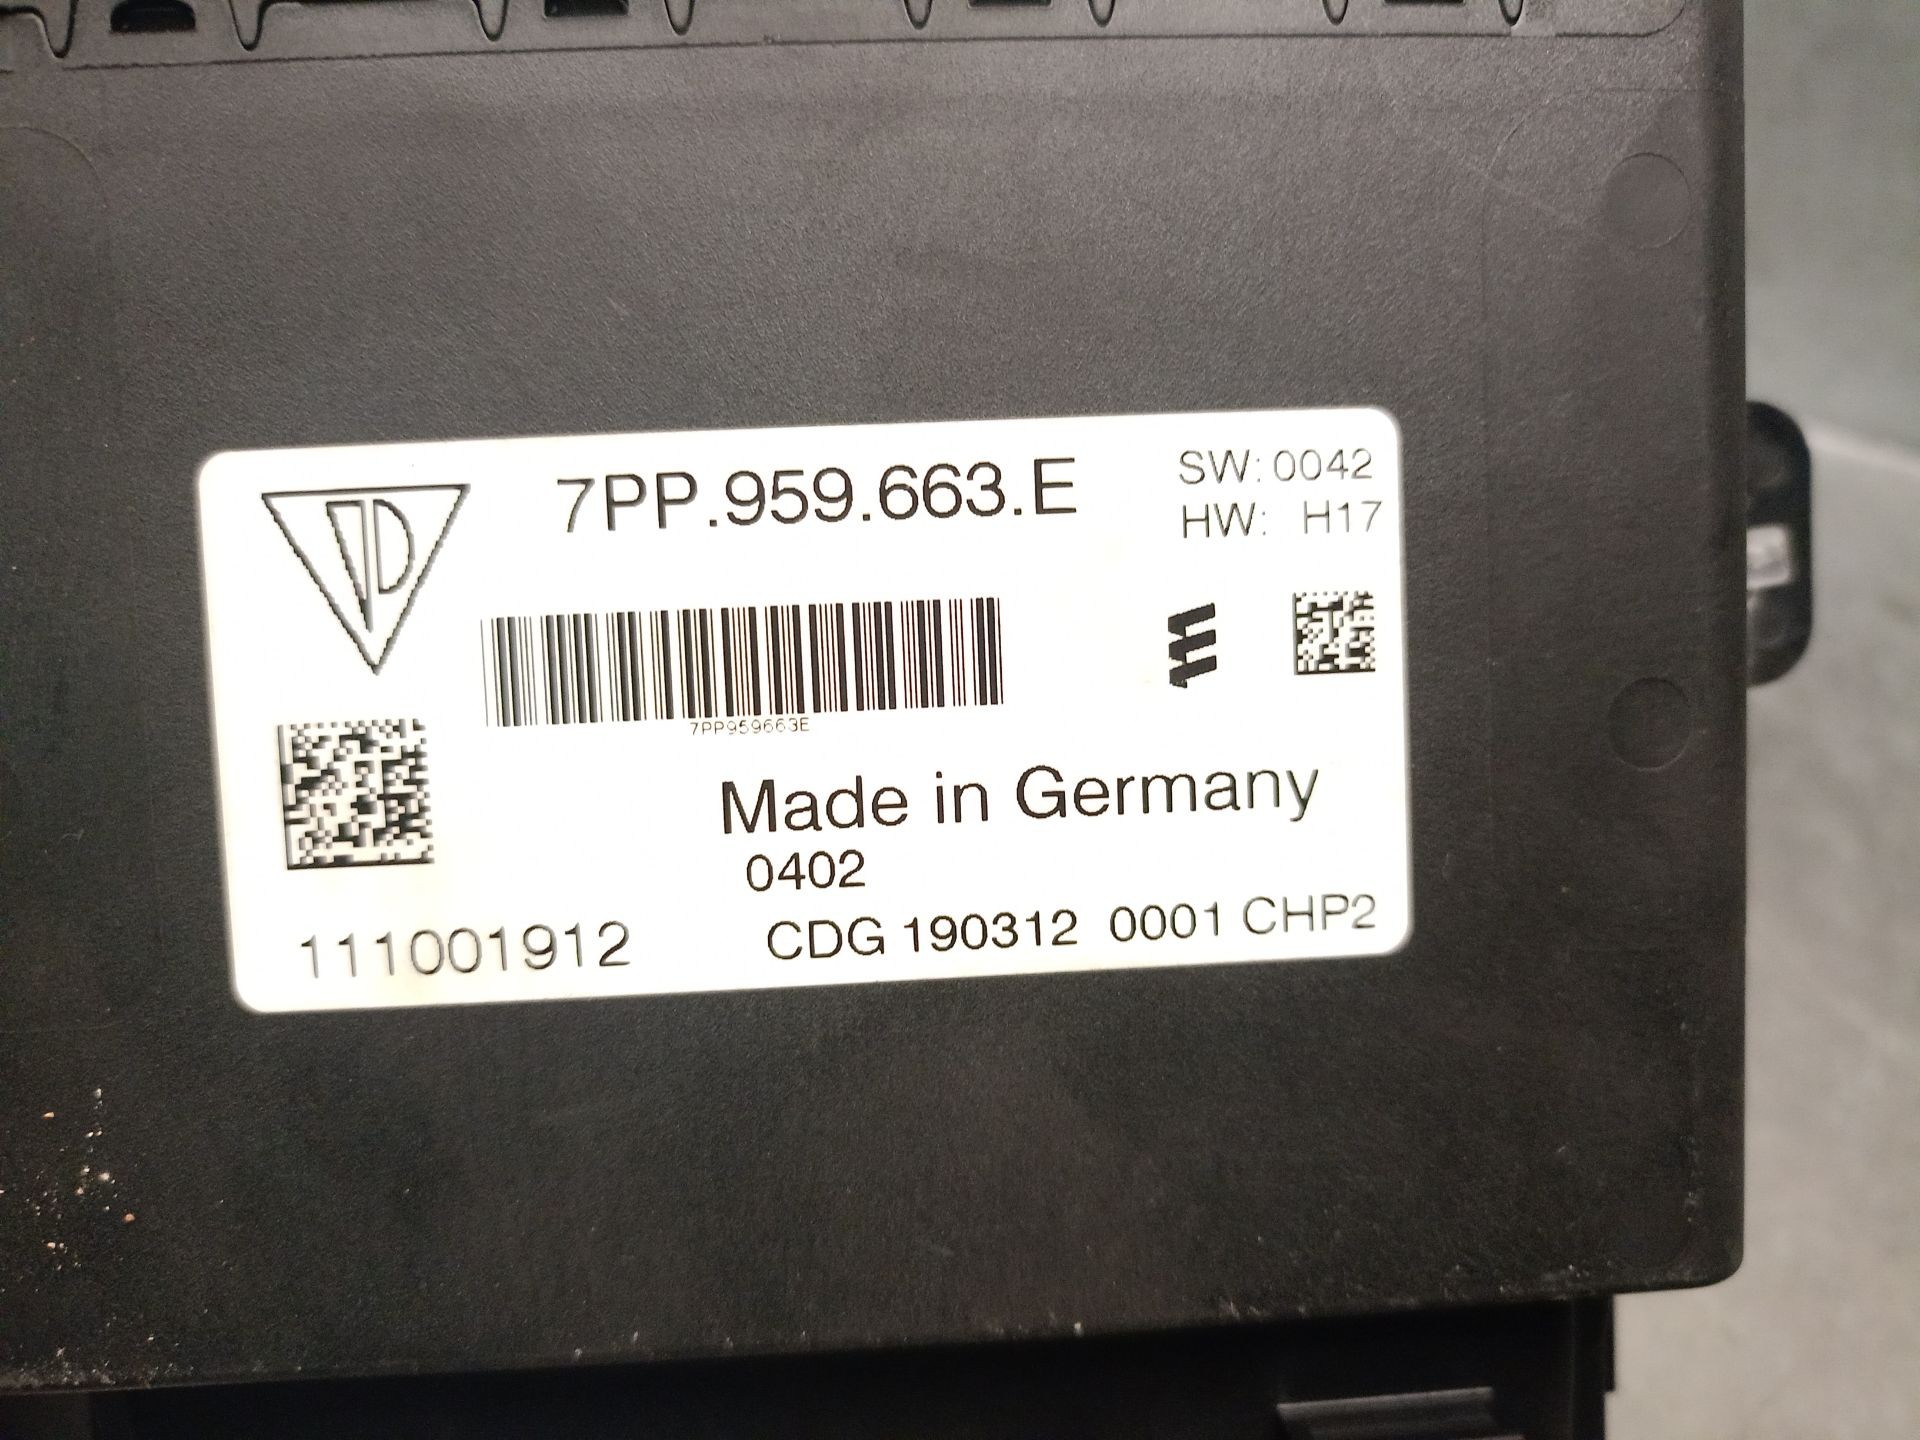 7PP.959.663.E
SW: 0042
HW: H17
7PP959663E
Made in Germany
0402
111001912 CDG 190312 0001 CHP2